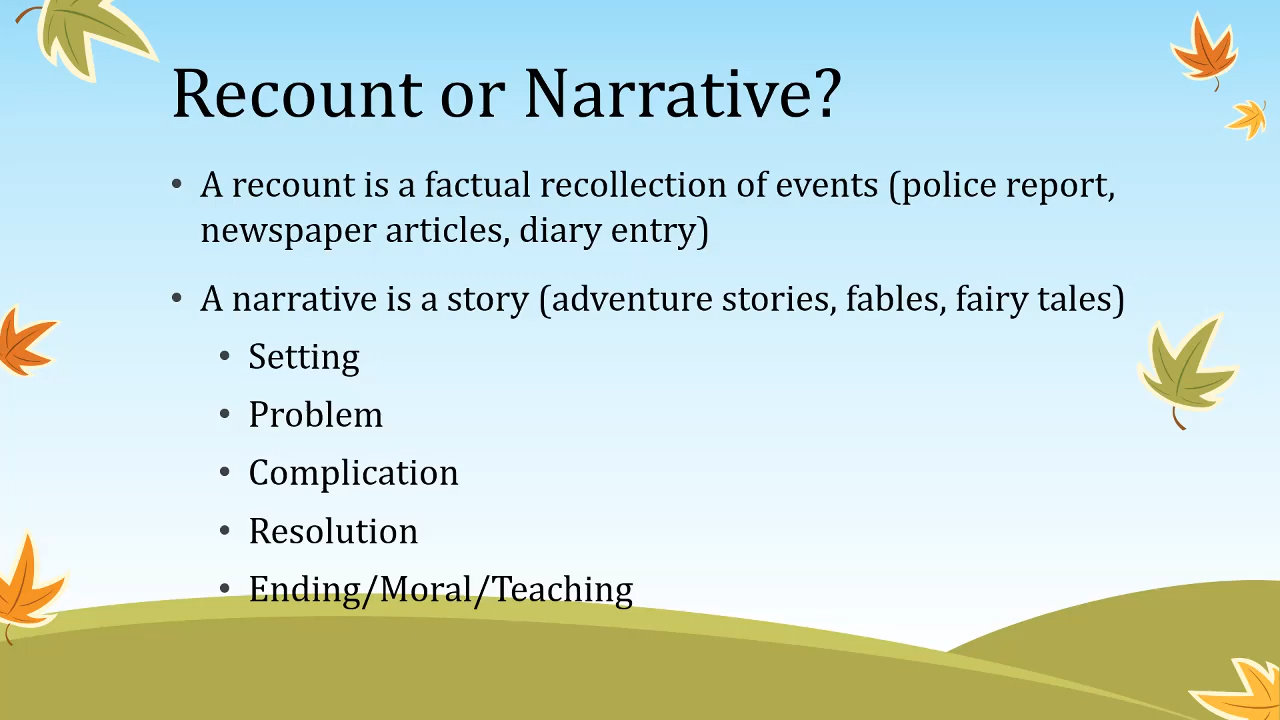 Recount or Narrative?
• A recount is a factual recollection of events (police report,
newspaper articles, diary entry)
• A narrative is a story (adventure stories, fables, fairy tales)
• Setting
• Problem
• Complication
• Resolution
• Ending/Moral/Teaching